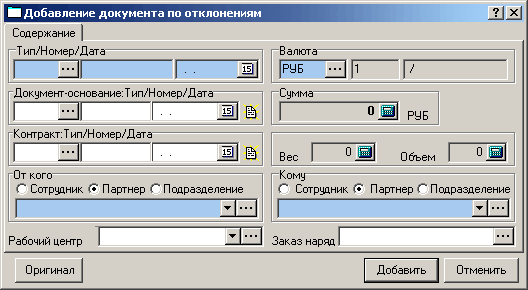 Добавление документа по отклонениям
Содержание
Тип/Номер/Дата
Валюта
. . 15
РУБ 1 /
Документ-основание:Тип/Номер/Дата
Сумма
. . 15
0 РУБ
Контракт:Тип/Номер/Дата
. . 15
Вес 0 Объем 0
От кого
Кому
Сотрудник Партнер Подразделение
Сотрудник Партнер Подразделение
Рабочий центр
Заказ наряд
Оригинал Добавить Отменить